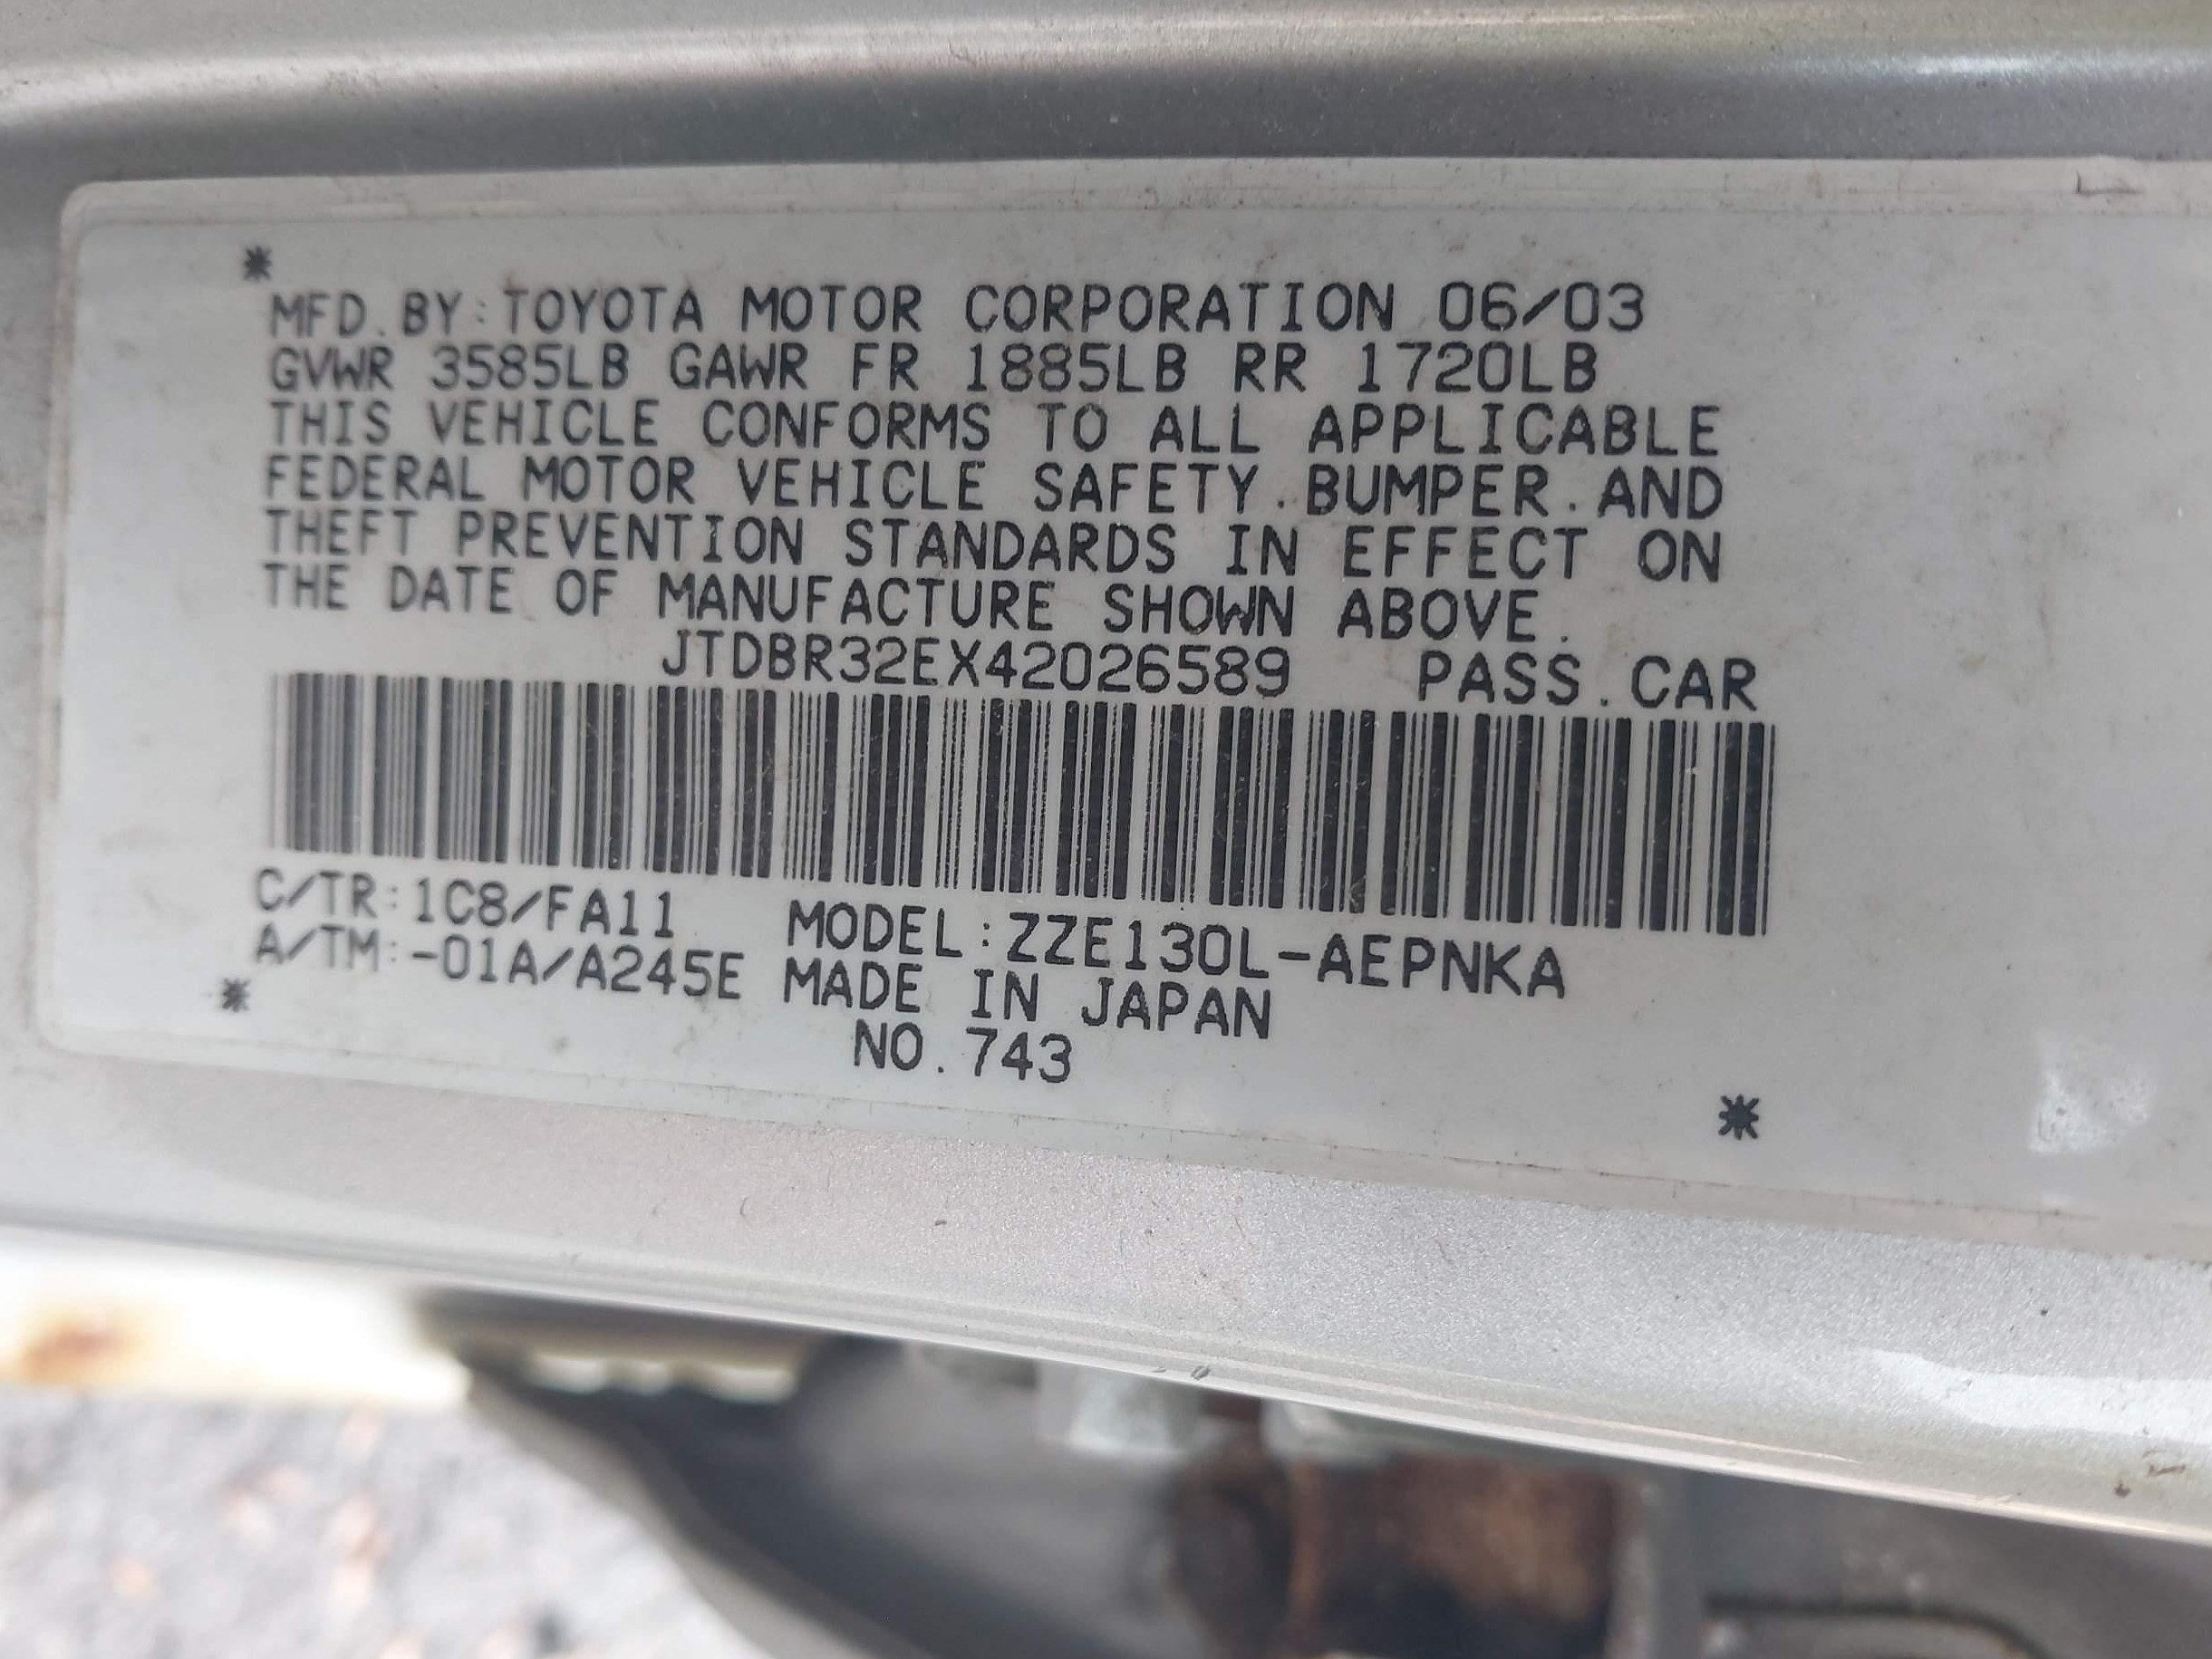 *
MFD. BY: TOYOTA MOTOR CORPORATION 06/03
GVWR 3585LB GAWR FR 1885LB RR 1720LB
THIS VEHICLE CONFORMS TO ALL APPLICABLE
FEDERAL MOTOR VEHICLE SAFETY. BUMPER. AND
THEFT PREVENTION STANDARDS IN EFFECT ON
THE DATE OF MANUFACTURE SHOWN ABOVE.
JTDBR32EX42026589 PASS. CAR
C/TR: 1C8/FA11 MODEL: ZZE130L-AEPNKA
A/TM: -01A/A245E MADE IN JAPAN
* NO. 743
*